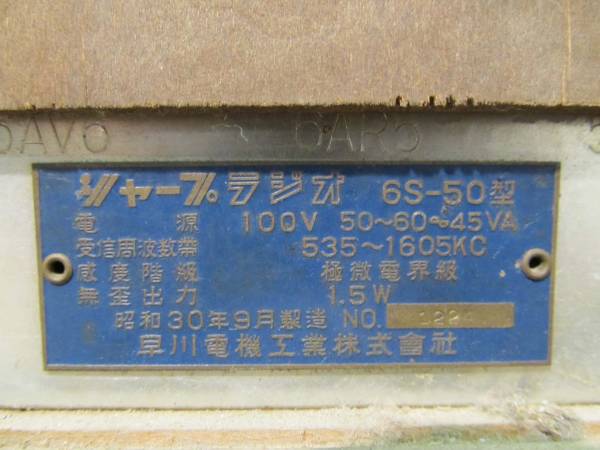 6AV6 6AR5
シャープラジオ 6S-50型
電源 100V 50〜60〜45VA
受信周波数帯 535〜1605KC
感度階級 極微電界級
無歪出力 1.5W
昭和30年9月製造 NO.
早川電機工業株式會社